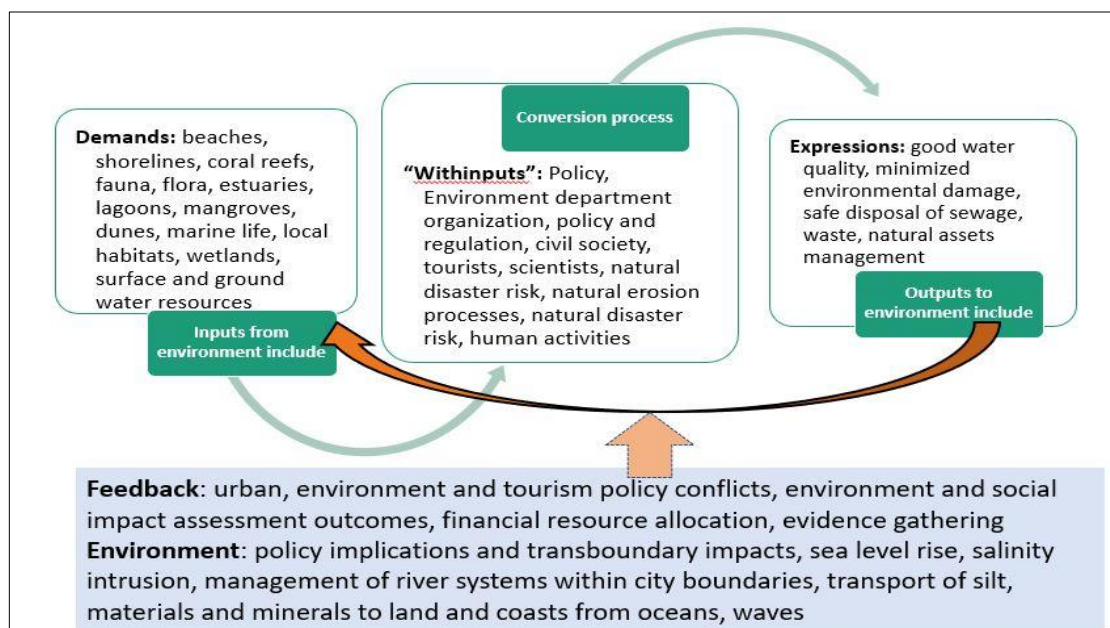 Demands: beaches,
shorelines, coral reefs,
fauna, flora, estuaries,
lagoons, mangroves,
dunes, marine life, local
habitats, wetlands,
surface and ground
water resources
Inputs from
environment include
Conversion process
“Withinputs”: Policy,
Environment department
organization, policy and
regulation, civil society,
tourists, scientists, natural
disaster risk, natural erosion
processes, natural disaster
risk, human activities
Expressions: good water
quality, minimized
environmental damage,
safe disposal of sewage,
waste, natural assets
management
Outputs to
environment include
Feedback: urban, environment and tourism policy conflicts, environment and social
impact assessment outcomes, financial resource allocation, evidence gathering
Environment: policy implications and transboundary impacts, sea level rise, salinity
intrusion, management of river systems within city boundaries, transport of silt,
materials and minerals to land and coasts from oceans, waves